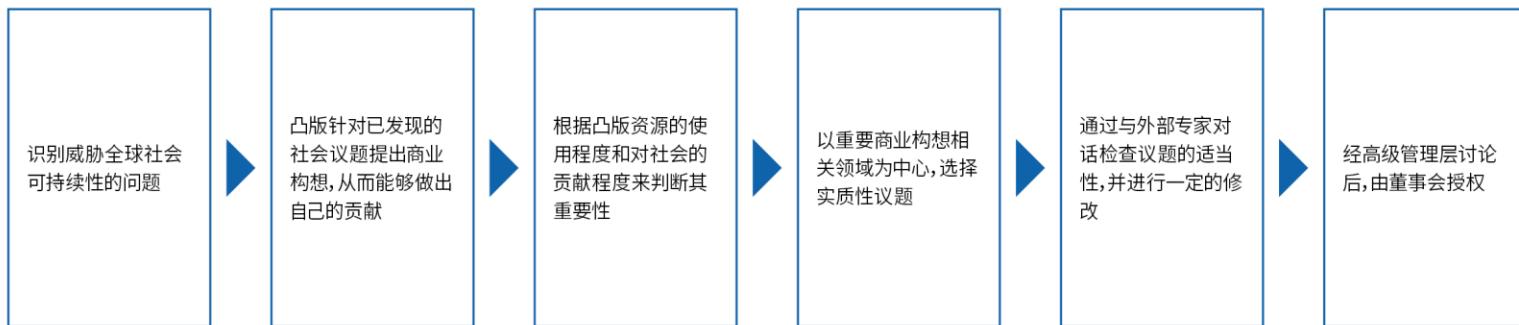 识别威胁全球社会
可持续性的问题
凸版针对已发现的
社会议题提出商业
构想,从而能够做出
自己的贡献
根据凸版资源的使
用程度和对社会的
贡献程度来判断其
重要性
以重要商业构想相
关领域为中心,选择
实质性议题
通过与外部专家对
话检查议题的适当
性,并进行一定的修
改
经高级管理层讨论
后,由董事会授权